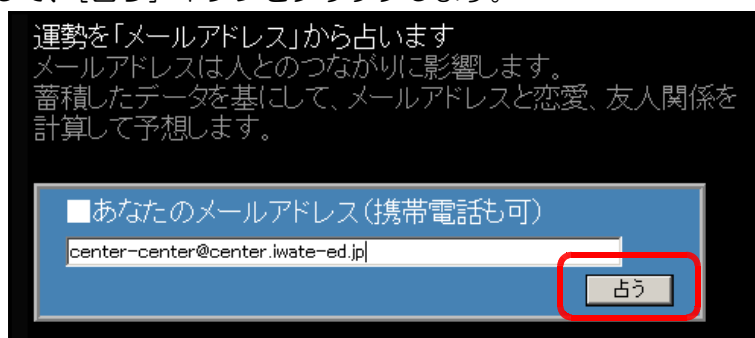 運勢を「メールアドレス」から占います
メールアドレスは人とのつながりに影響します。
蓄積したデータを基にして、メールアドレスと恋愛、友人関係を
計算して予想します。
■あなたのメールアドレス(携帯電話も可)
center-center@center.iwate-ed.jp
占う